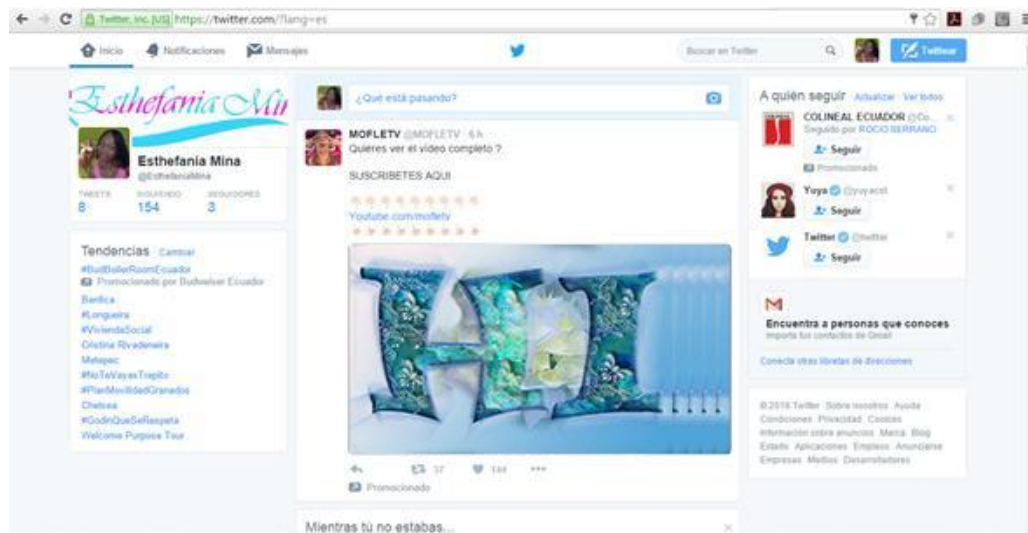 Twitter, Inc. [US] https://twitter.com/?lang=es
Inicio Notificaciones Mensajes Buscar en Twitter Twittear
Esthefania Min
Esthefanía Mina
@EsthefaniaMina
TWEETS SIGUIENDO SEGUIDORES
8 154 3
Tendencias · Cambiar
#BudBoilerRoomEcuador
Promocionado por Budweiser Ecuador
Benfica
#Longueira
#ViviendaSocial
Cristina Rivadeneira
Metepec
#NoTeVayasTrapito
#PlanMovilidadGranados
Chelsea
#GodinQueSeRespeta
Welcome Purpose Tour
¿Qué está pasando?
MOFLETV @MOFLETV · 6 h
Quieres ver el video completo ?
SUSCRIBETES AQUI
Youtube.com/mofletv
HOI
37 144
Promocionado
Mientras tú no estabas...
A quién seguir · Actualizar · Ver todos
COLINEAL ECUADOR @Co...
Seguido por ROCIO SERRANO
Seguir
Promocionado
Yuya @yuyacst
Seguir
Twitter @twitter
Seguir
Encuentra a personas que conoces
Importa tus contactos de Gmail
Conecta otras libretas de direcciones
© 2016 Twitter Sobre nosotros Ayuda
Condiciones Privacidad Cookies
Información sobre anuncios Marca Blog
Estado Aplicaciones Empleos Anunciarse
Empresas Medios Desarrolladores